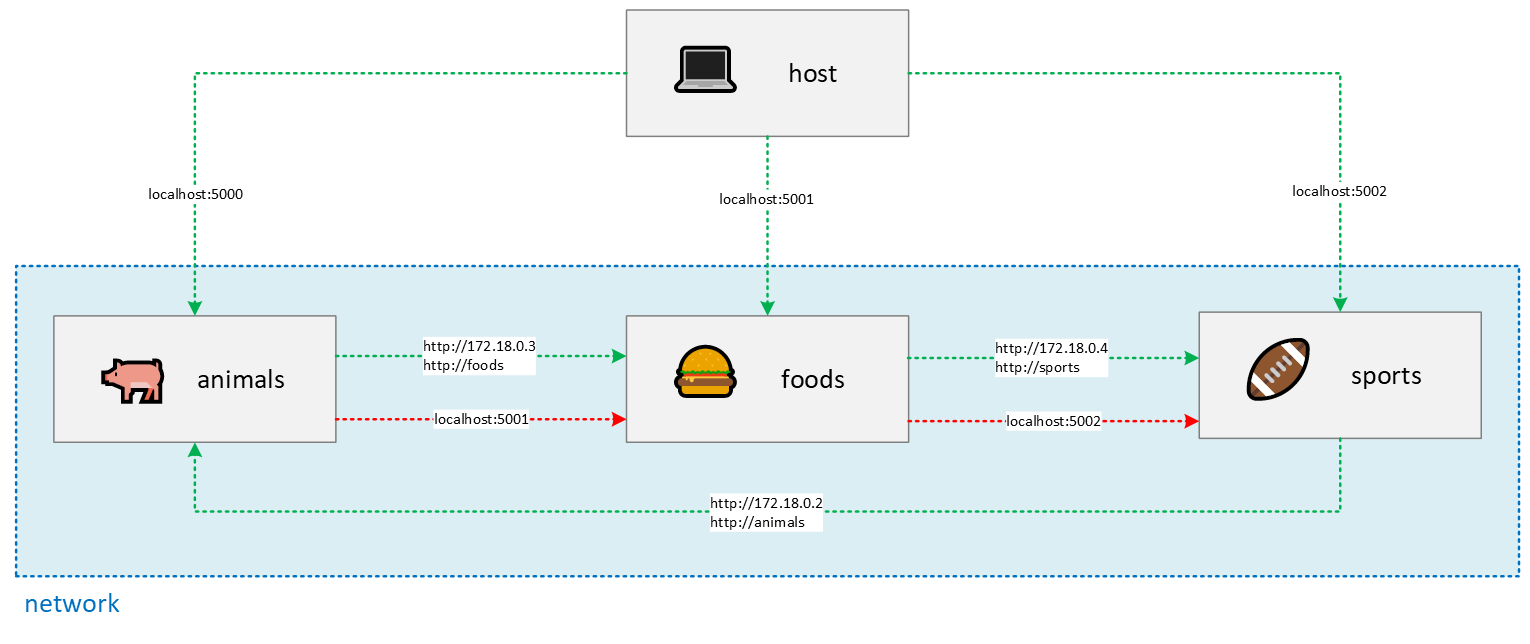 host
localhost:5000
localhost:5001
localhost:5002
animals
http://172.18.0.3
http://foods
localhost:5001
foods
http://172.18.0.4
http://sports
localhost:5002
sports
http://172.18.0.2
http://animals
network